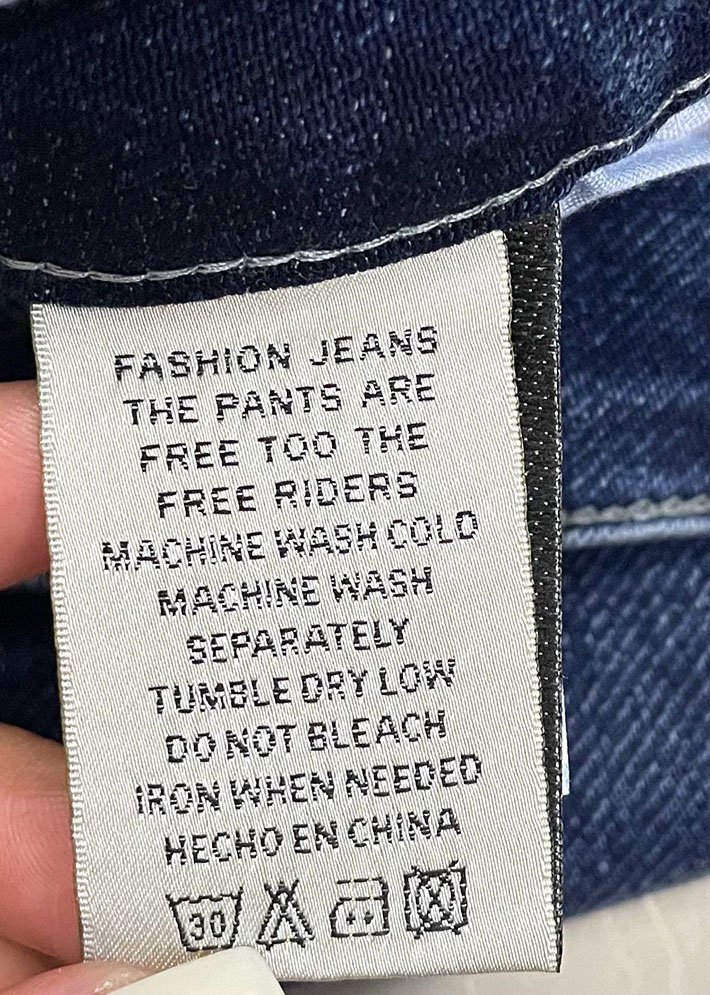 FASHION JEANS
THE PANTS ARE
FREE TOO THE
FREE RIDERS
MACHINE WASH COLD
MACHINE WASH
SEPARATELY
TUMBLE DRY LOW
DO NOT BLEACH
IRON WHEN NEEDED
HECHO EN CHINA
30